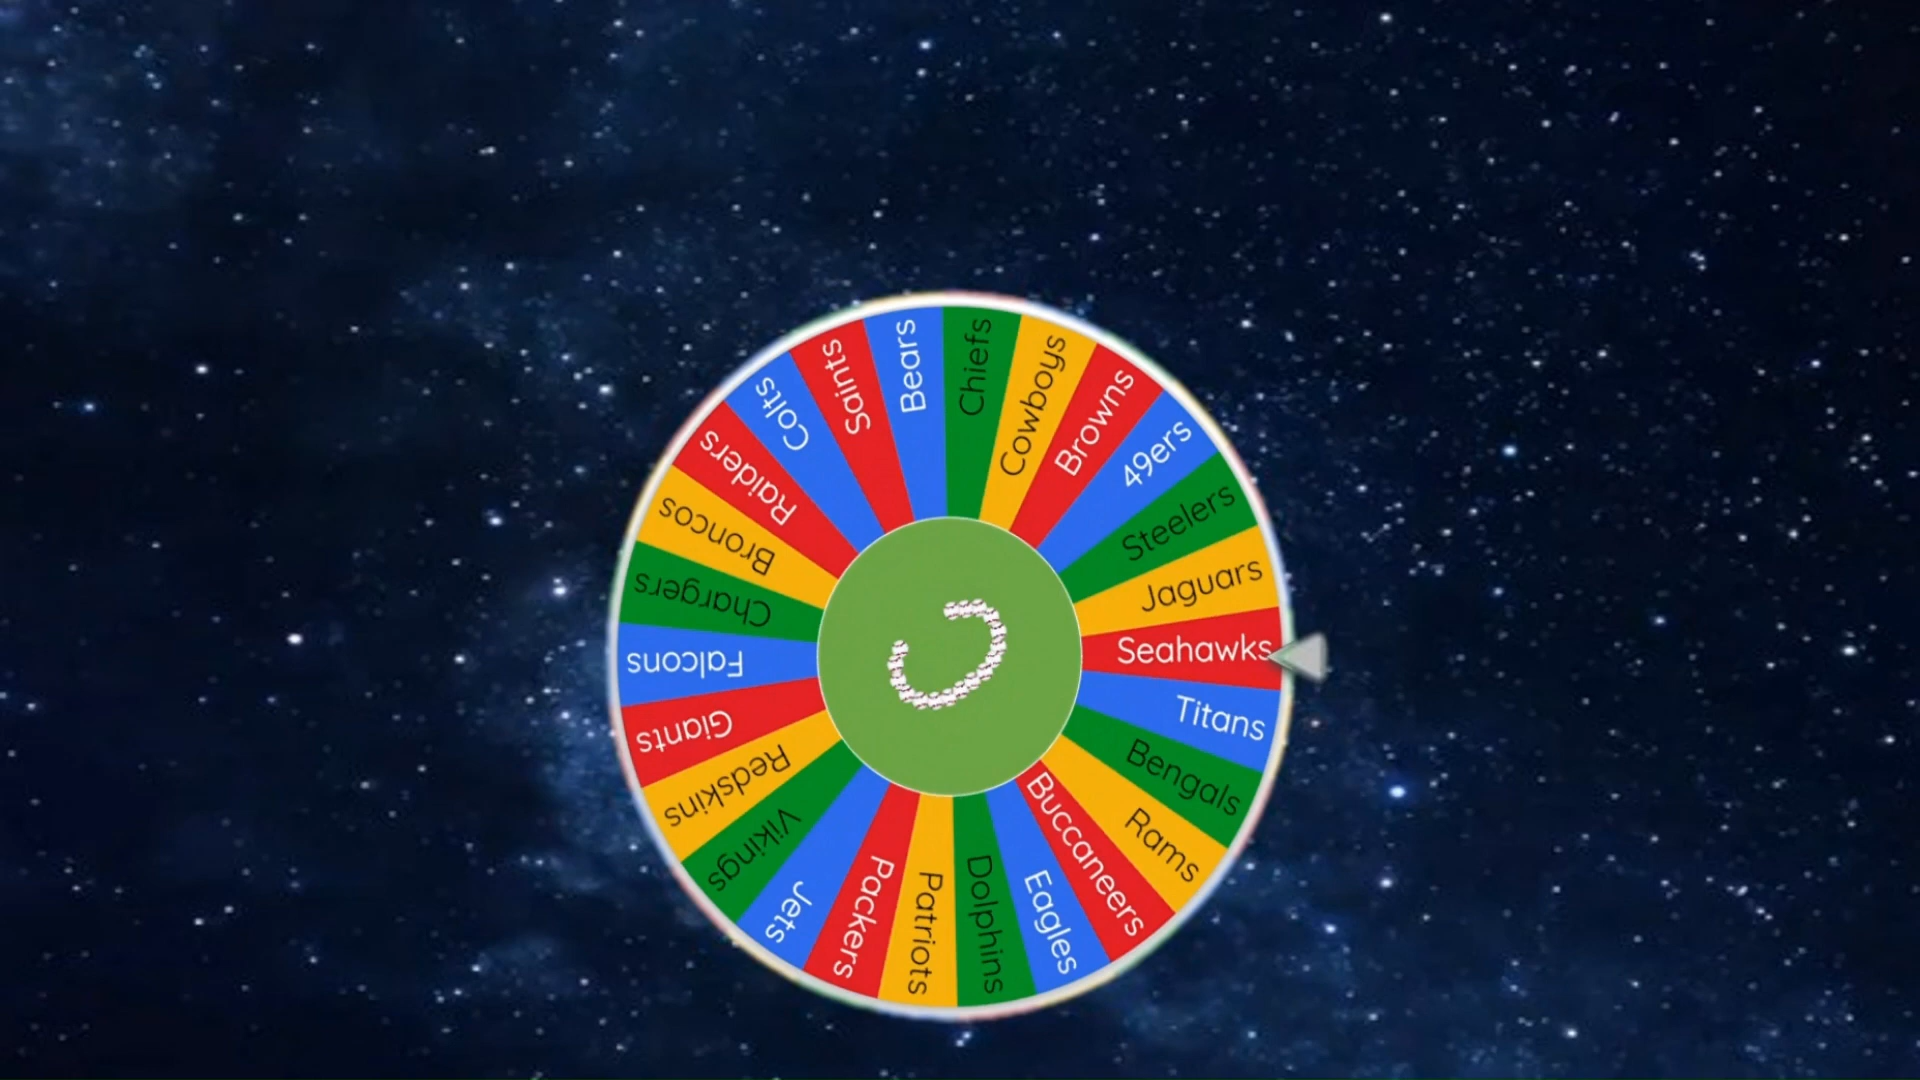 Chiefs
Cowboys
Browns
49ers
Steelers
Jaguars
Seahawks
Titans
Bengals
Rams
Buccaneers
Eagles
Dolphins
Patriots
Packers
Jets
Vikings
Redskins
Giants
Falcons
Chargers
Broncos
Raiders
Colts
Saints
Bears